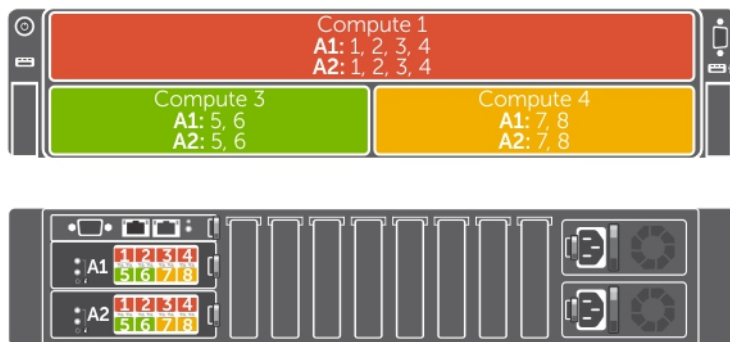 Compute 1
A1: 1, 2, 3, 4
A2: 1, 2, 3, 4
Compute 3
A1: 5, 6
A2: 5, 6
Compute 4
A1: 7, 8
A2: 7, 8
A1
1 2 3 4
5 6 7 8
A2
1 2 3 4
5 6 7 8